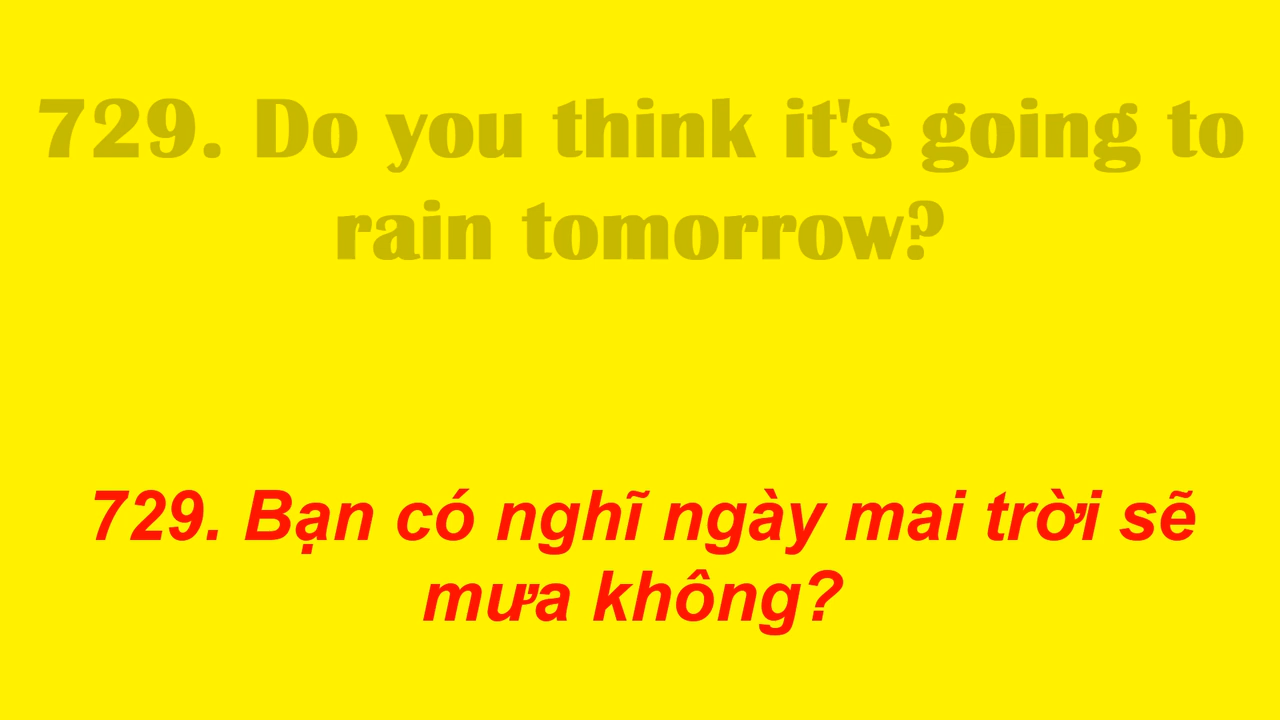 729. Do you think it's going to
rain tomorrow?
729. Bạn có nghĩ ngày mai trời sẽ
mưa không?